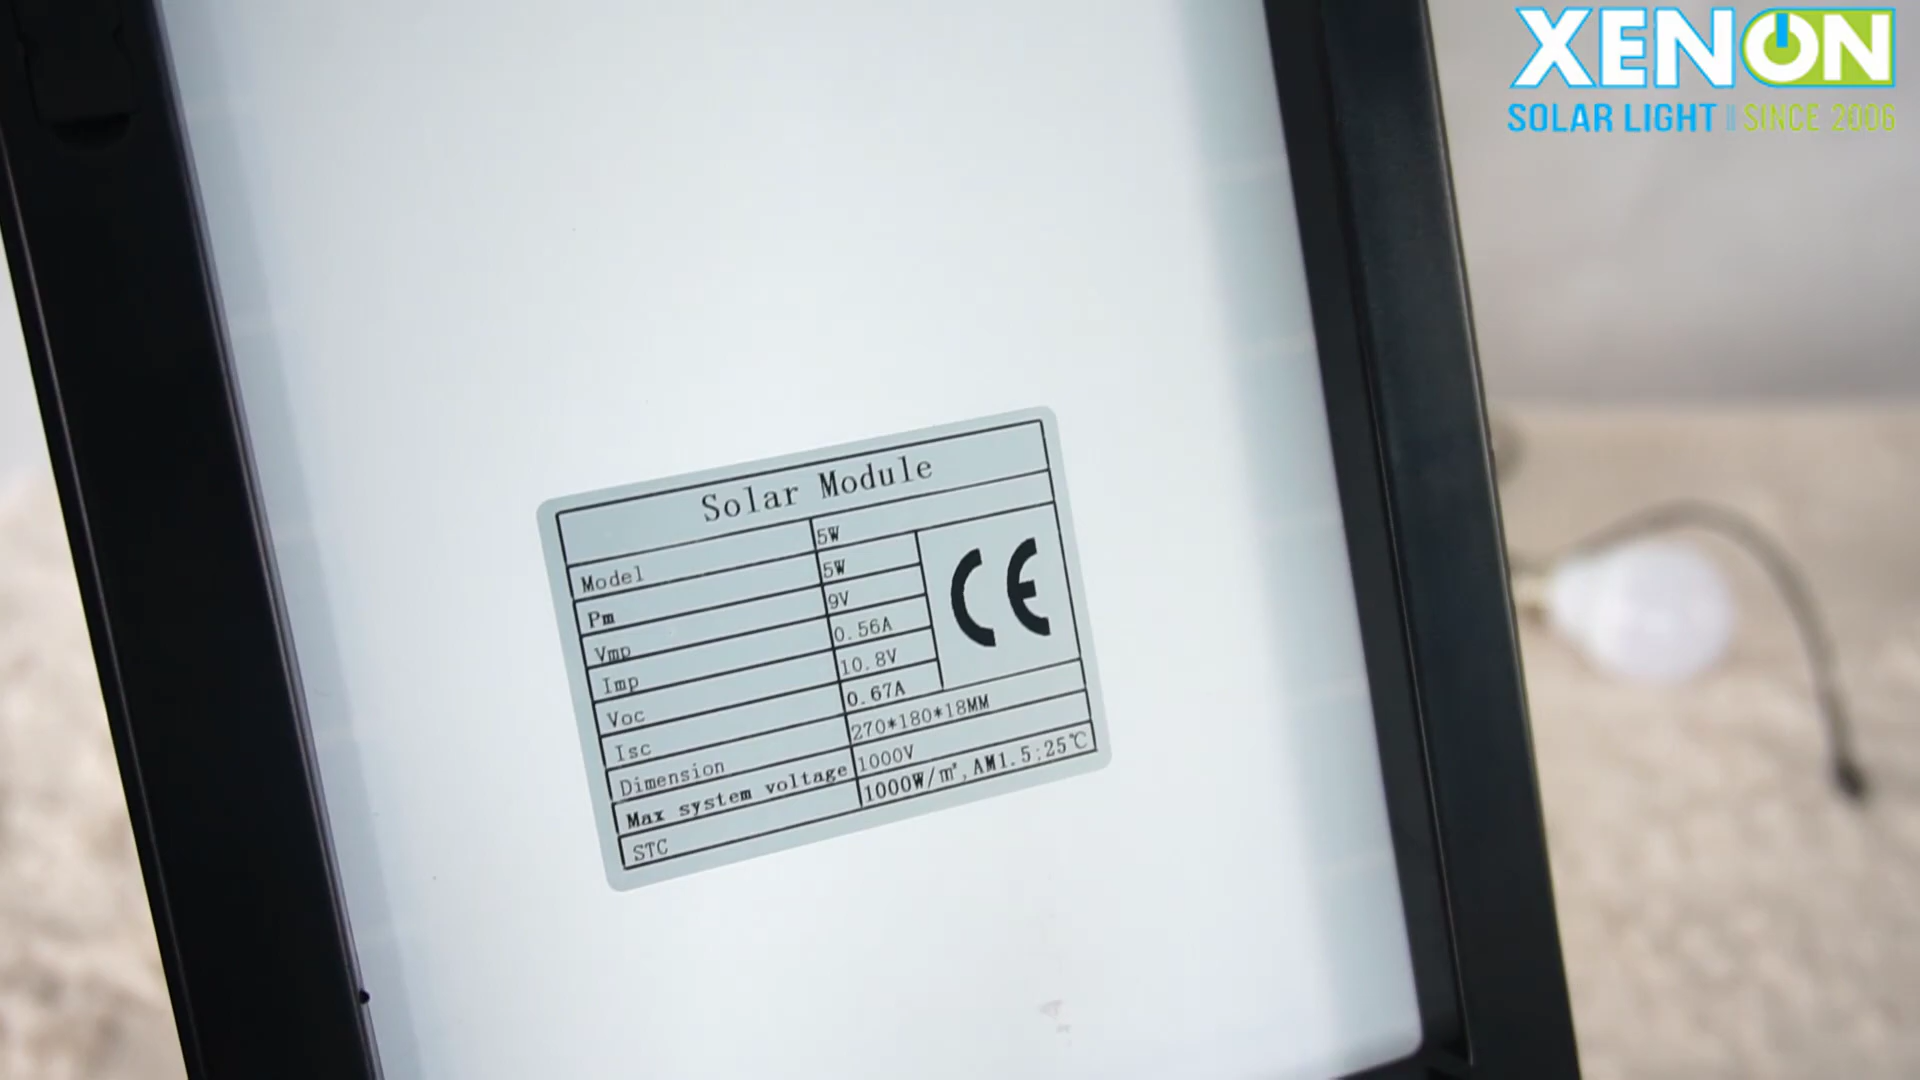 XENON
SOLAR LIGHT || SINCE 2006
Solar Module
Model 5W
Pm 5W
Vmp 9V
Imp 0.56A
Voc 10.8V
Isc 0.67A
Dimension 270*180*18MM
Max system voltage 1000V
STC 1000W/㎡,AM1.5;25℃
CE